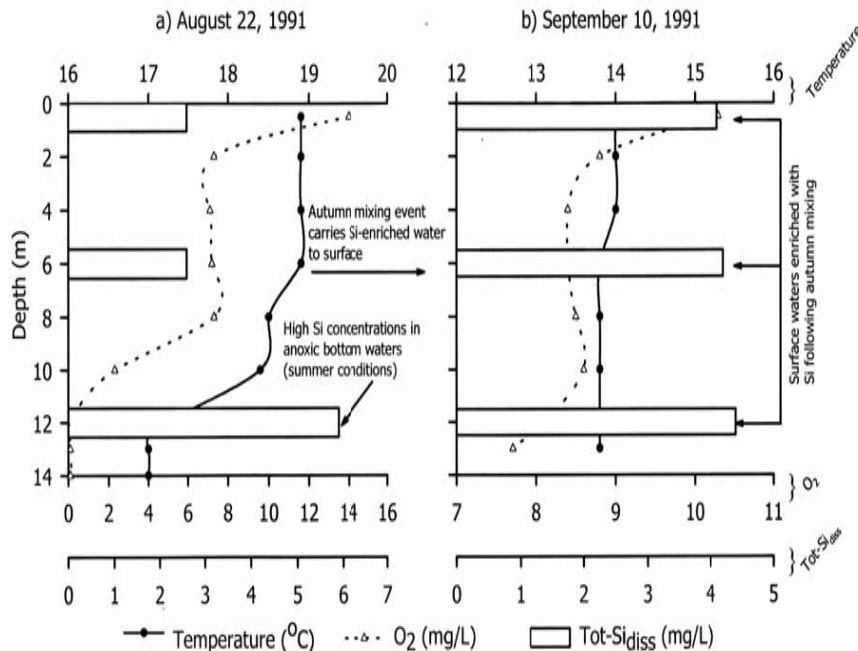 a) August 22, 1991
b) September 10, 1991
16 17 18 19 20
12 13 14 15 16
Temperature
0
2
4
6
8
10
12
14
Depth (m)
Autumn mixing event
carries Si-enriched water
to surface
High Si concentrations in
anoxic bottom waters
(summer conditions)
Surface waters enriched with
Si following autumn mixing
0 2 4 6 8 10 12 14 16
7 8 9 10 11
O2
0 1 2 3 4 5 6 7
0 1 2 3 4 5
Tot-Sidiss
Temperature (°C) O2 (mg/L) Tot-Sidiss (mg/L)